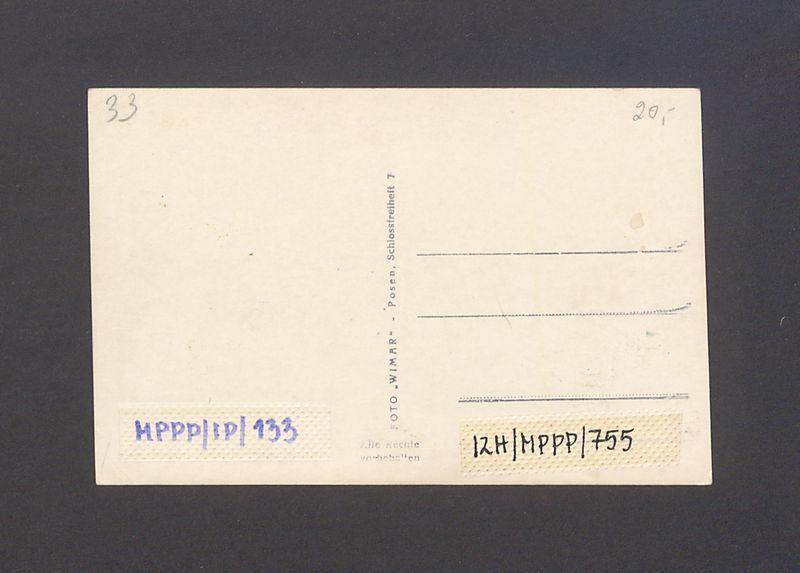 33
20,-
FOTO „WIMAR“ - Posen, Schlossfreiheit 7
Alle Rechte
vorbehalten
MPPP/IP/133
IZH/MPPP/755